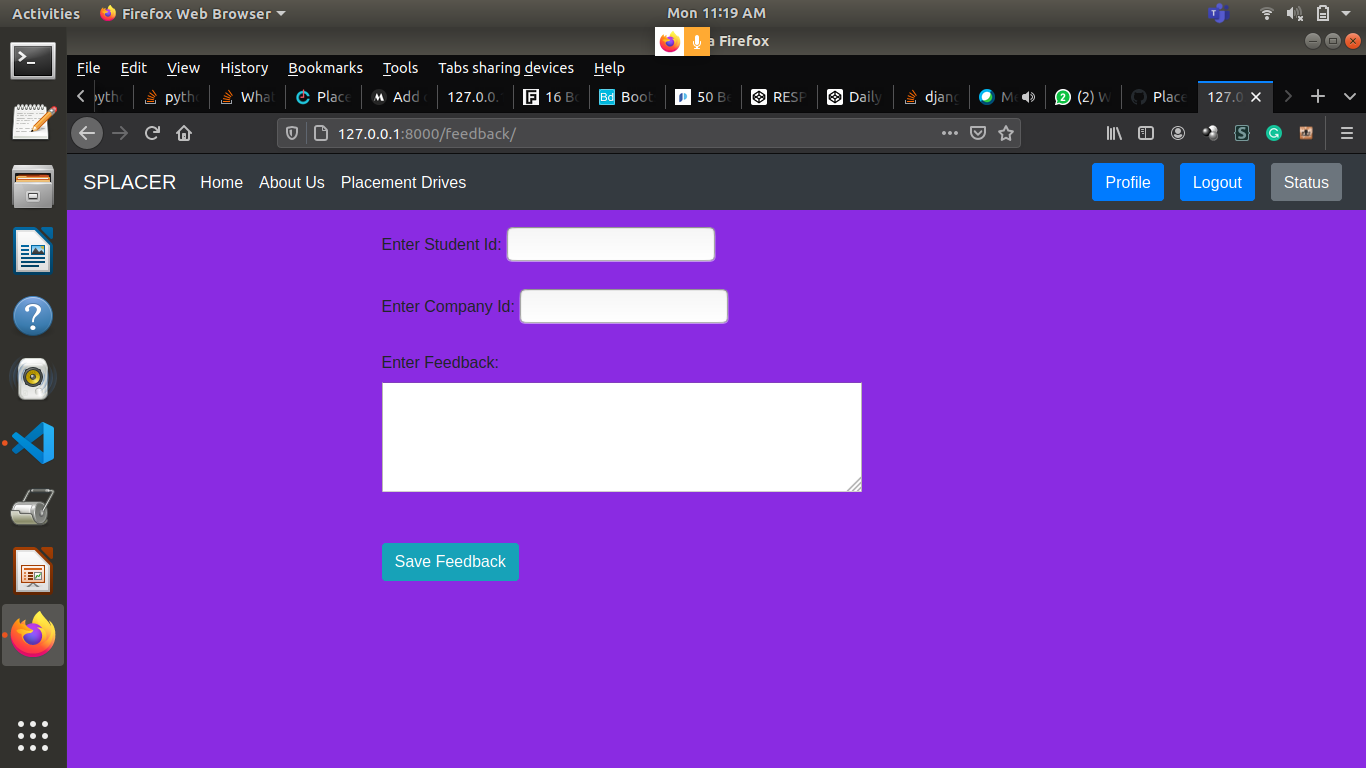 Activities Firefox Web Browser Mon 11:19 AM
a Firefox
File Edit View History Bookmarks Tools Tabs sharing devices Help
pytho What Place Add 127.0.0. 16 Bo Boot 50 Be RESP Daily djang Me (2) W Place 127.0
127.0.0.1:8000/feedback/
SPLACER Home About Us Placement Drives Profile Logout Status
Enter Student Id:
Enter Company Id:
Enter Feedback:
Save Feedback